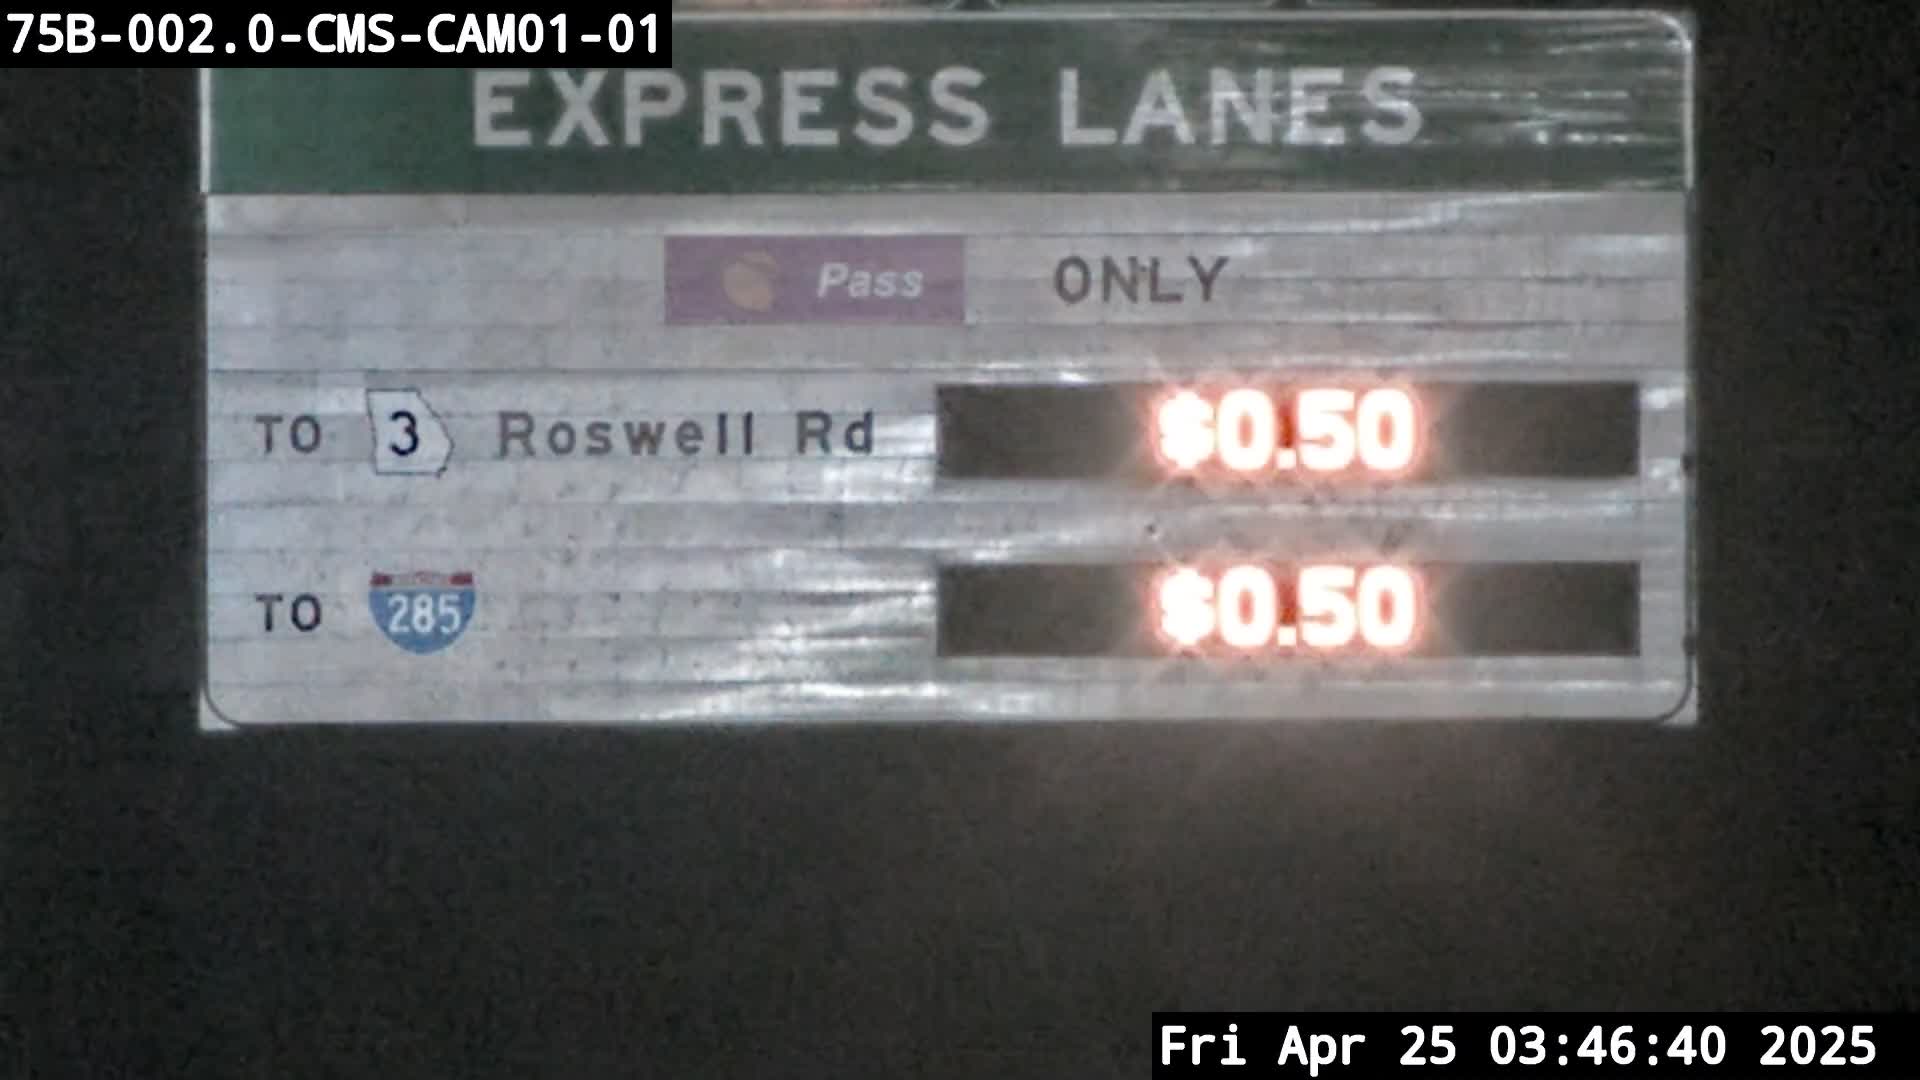 75B-002.0-CMS-CAM01-01
EXPRESS LANES
Pass ONLY
TO 3 Roswell Rd $0.50
TO 285 $0.50
Fri Apr 25 03:46:40 2025